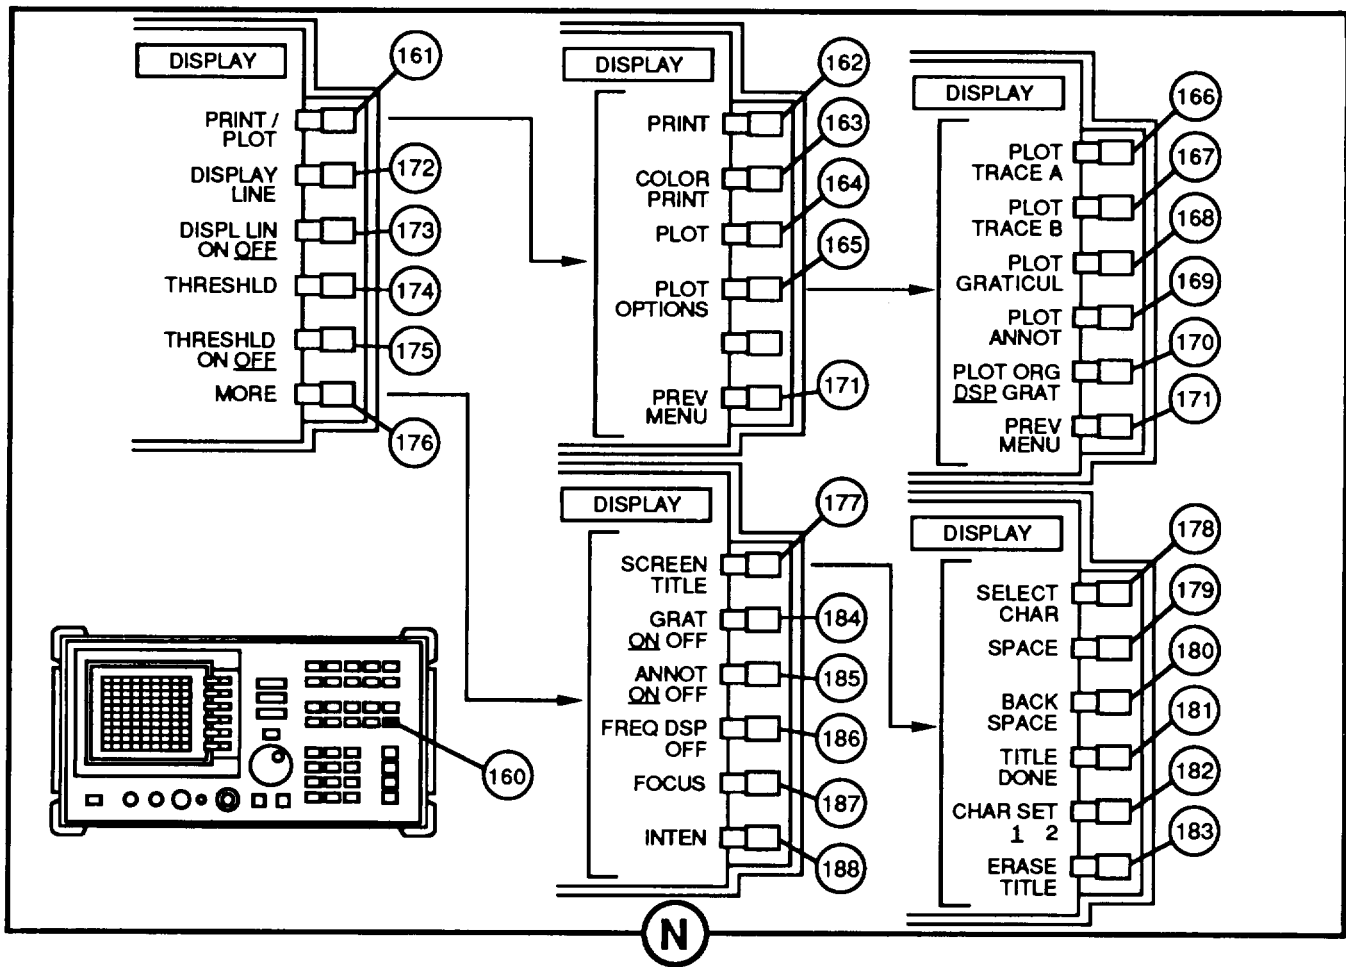 DISPLAY
161
PRINT /
PLOT
DISPLAY
LINE
172
DISPL LIN
ON OFF
173
THRESHLD
174
THRESHLD
ON OFF
175
MORE
176
DISPLAY
162
PRINT
163
COLOR
PRINT
164
PLOT
165
PLOT
OPTIONS
PREV
MENU
171
DISPLAY
166
PLOT
TRACE A
167
PLOT
TRACE B
168
PLOT
GRATICUL
169
PLOT
ANNOT
170
PLOT ORG
DSP GRAT
171
PREV
MENU
160
DISPLAY
177
SCREEN
TITLE
GRAT
ON OFF
184
ANNOT
ON OFF
185
FREQ DSP
OFF
186
FOCUS
187
INTEN
188
DISPLAY
178
SELECT
CHAR
179
SPACE
180
BACK
SPACE
181
TITLE
DONE
182
CHAR SET
1 2
183
ERASE
TITLE
N